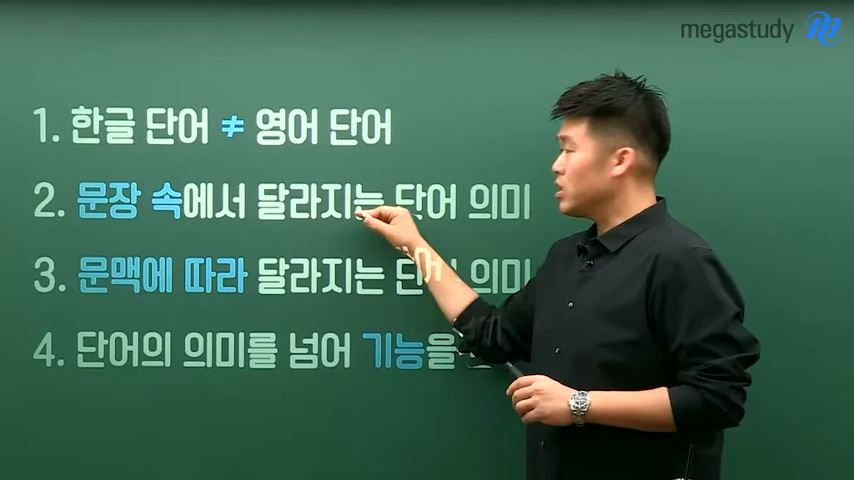 megastudy
1. 한글 단어 ≠ 영어 단어
2. 문장 속에서 달라지는 단어 의미
3. 문맥에 따라 달라지는 단어 의미
4. 단어의 의미를 넘어 기능을